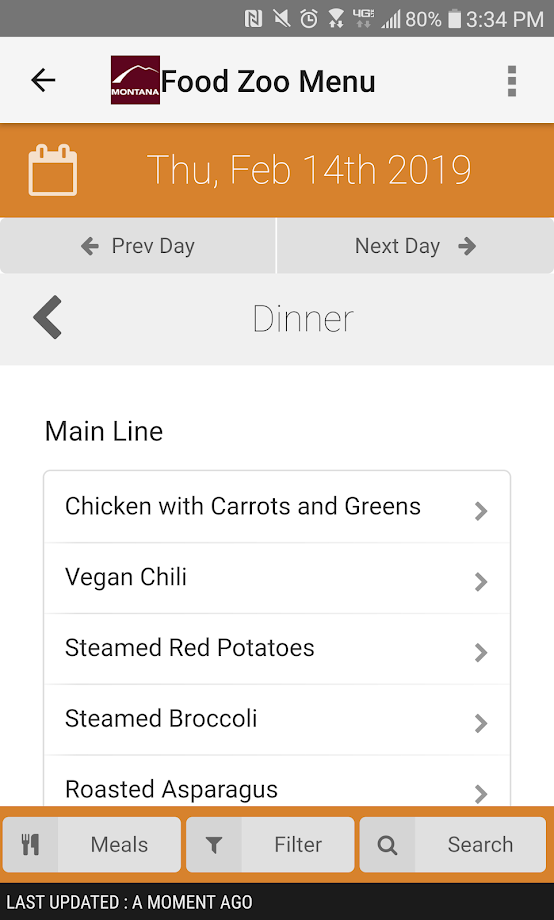 80% 3:34 PM
MONTANA
Food Zoo Menu
Thu, Feb 14th 2019
Prev Day
Next Day
Dinner
Main Line
Chicken with Carrots and Greens
Vegan Chili
Steamed Red Potatoes
Steamed Broccoli
Roasted Asparagus
Meals
Filter
Search
LAST UPDATED : A MOMENT AGO